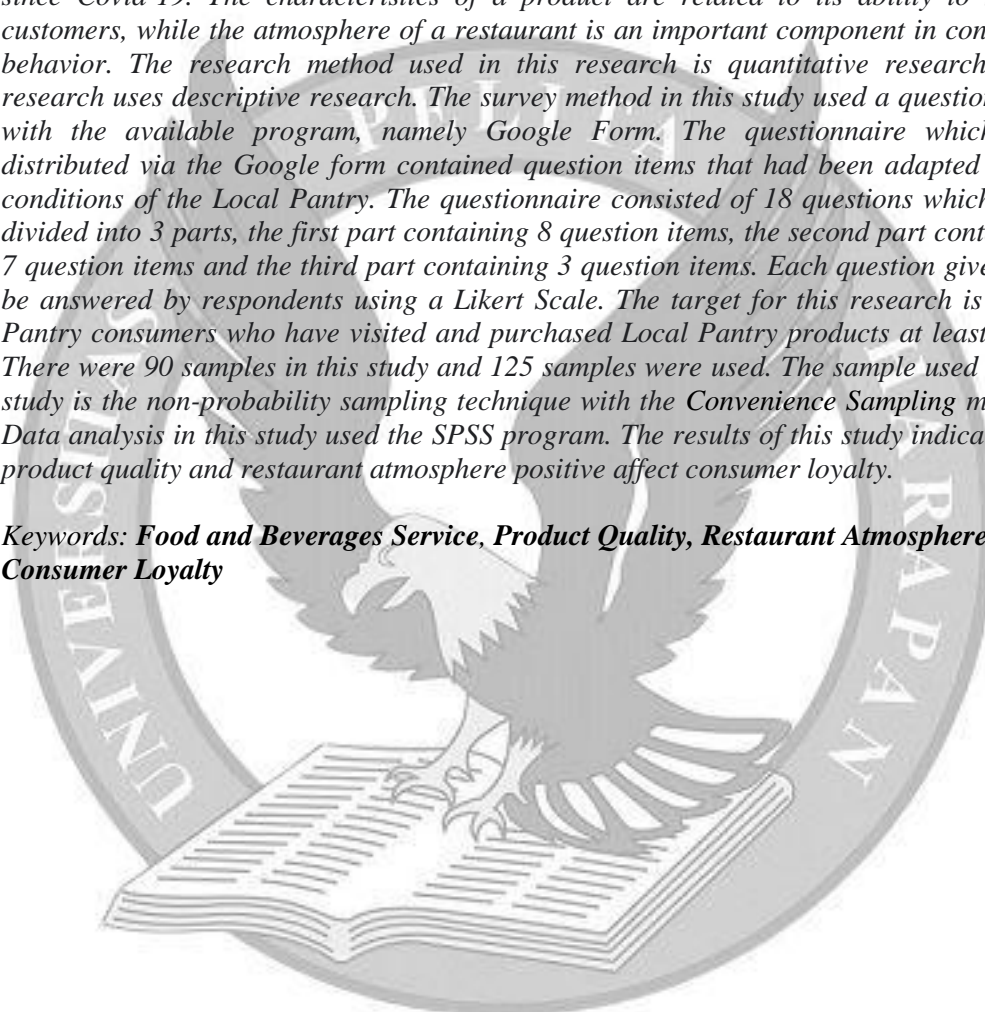 since Covid-19. The characteristics of a product are related to its ability to
customers, while the atmosphere of a restaurant is an important component in con
behavior. The research method used in this research is quantitative research
research uses descriptive research. The survey method in this study used a question
with the available program, namely Google Form. The questionnaire which
distributed via the Google form contained question items that had been adapted
conditions of the Local Pantry. The questionnaire consisted of 18 questions which
divided into 3 parts, the first part containing 8 question items, the second part cont
7 question items and the third part containing 3 question items. Each question give
be answered by respondents using a Likert Scale. The target for this research is
Pantry consumers who have visited and purchased Local Pantry products at least
There were 90 samples in this study and 125 samples were used. The sample used
study is the non-probability sampling technique with the Convenience Sampling m
Data analysis in this study used the SPSS program. The results of this study indica
product quality and restaurant atmosphere positive affect consumer loyalty.
Keywords: Food and Beverages Service, Product Quality, Restaurant Atmosphere
Consumer Loyalty
UNIVERSITAS PELITA HARAPAN